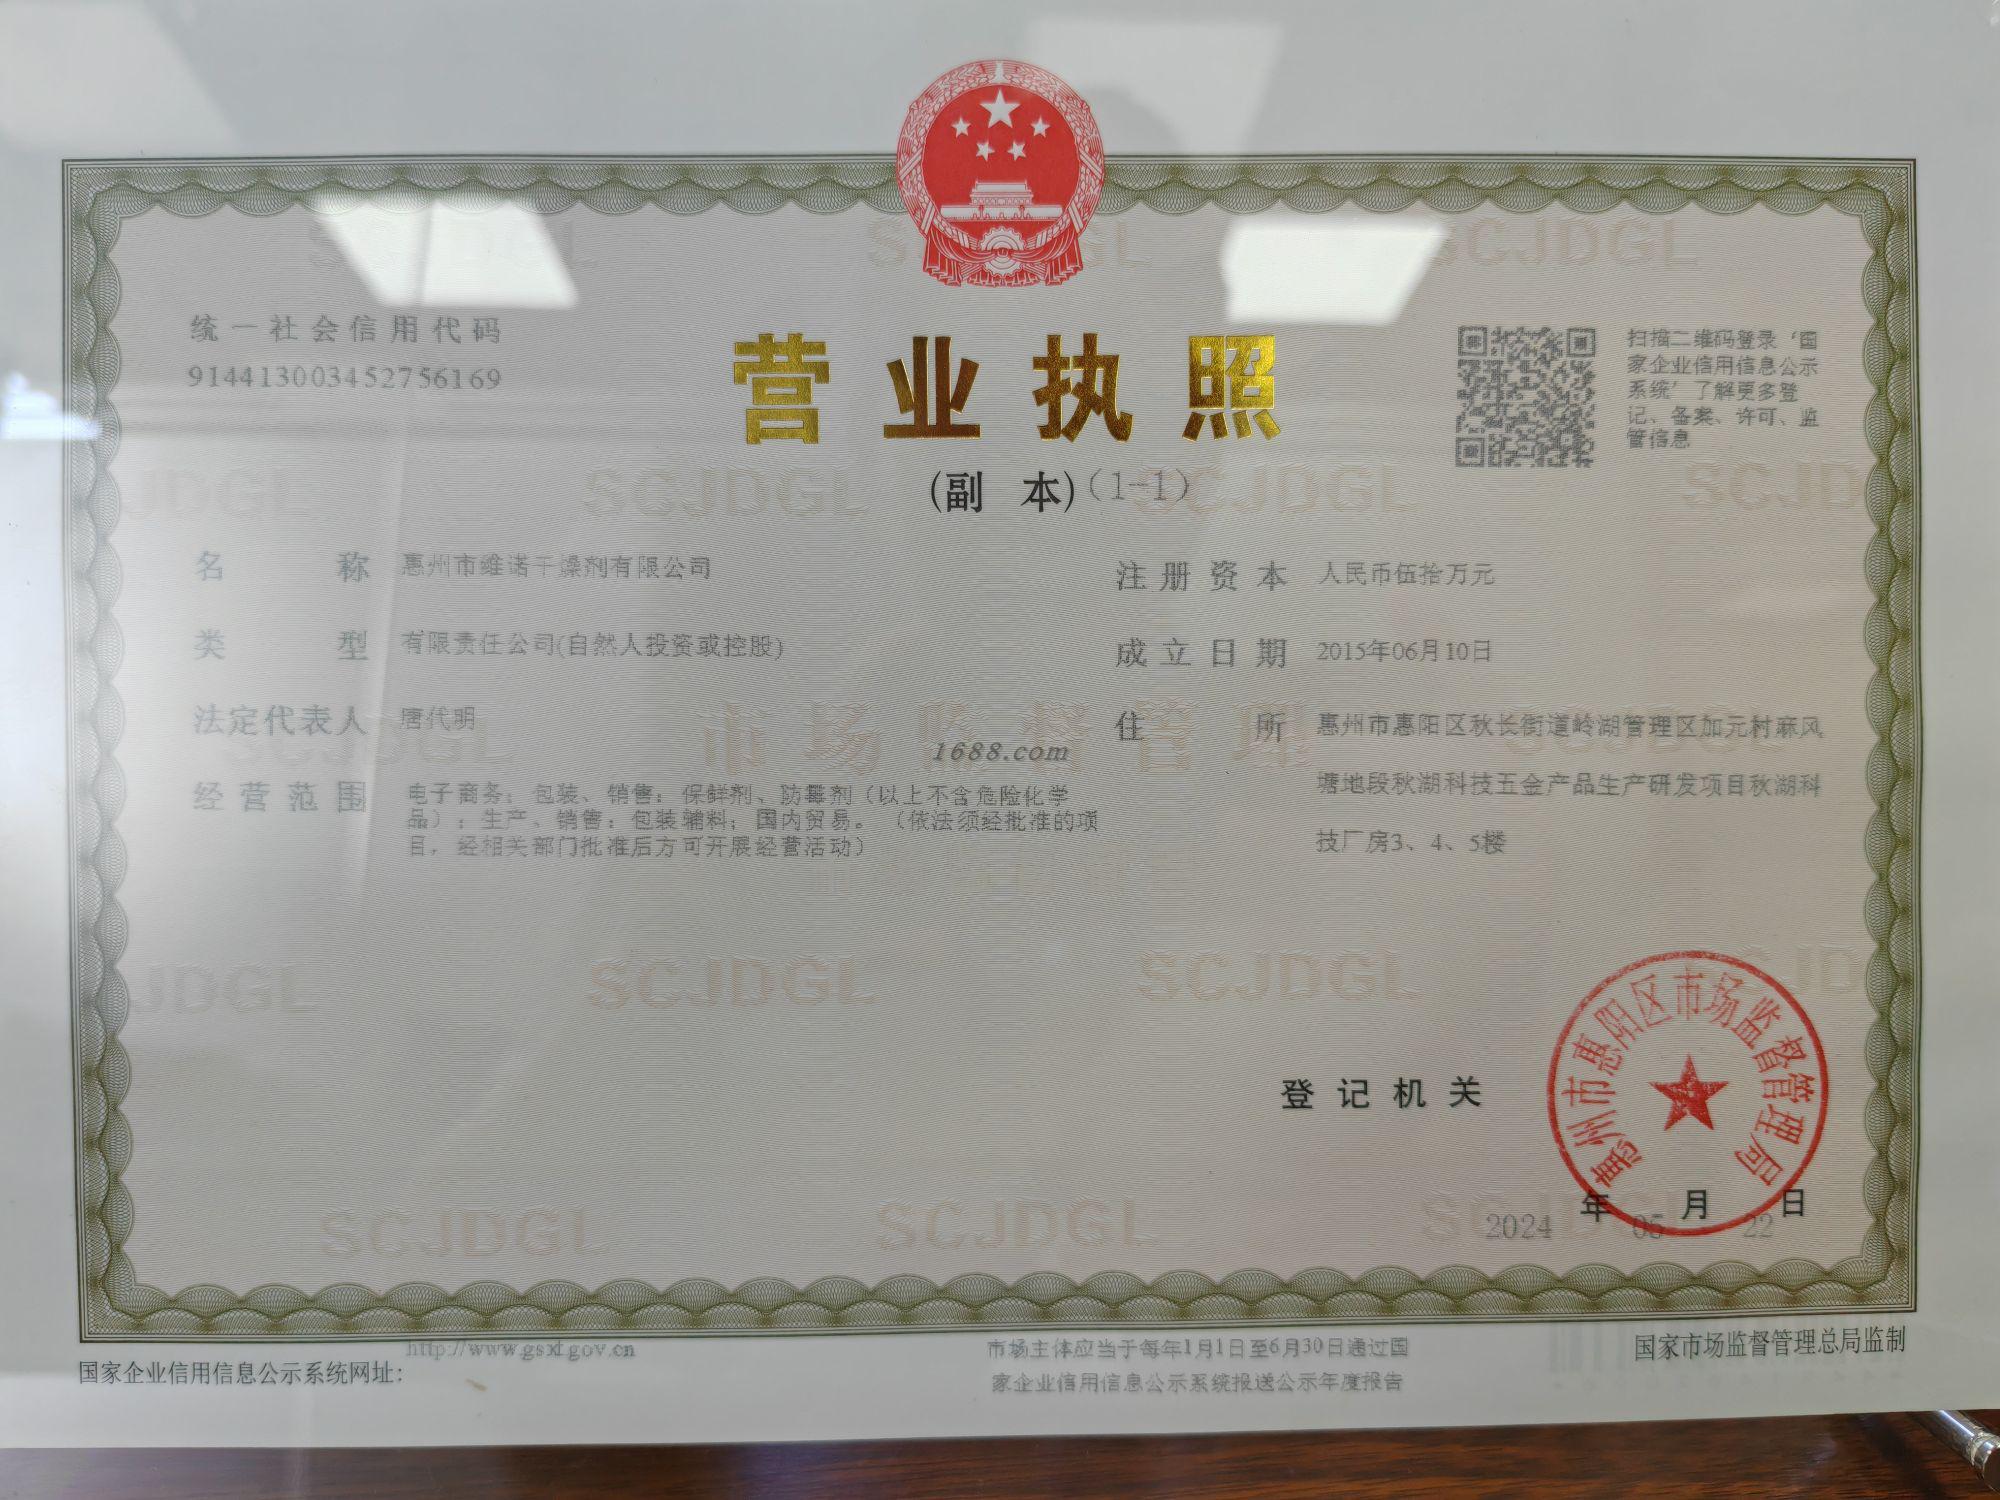 统一社会信用代码
914413003452756169
营业执照
(副 本)(1-1)
扫描二维码登录‘国
家企业信用信息公示
系统’了解更多登
记、备案、许可、监
管信息
名 称 惠州市维诺干燥剂有限公司
类 型 有限责任公司(自然人投资或控股)
法定代表人 唐代明
经营范围 电子商务；包装、销售：保鲜剂、防霉剂（以上不含危险化学
品）；生产、销售：包装辅料；国内贸易。（依法须经批准的项
目，经相关部门批准后方可开展经营活动）
注册资本 人民币伍拾万元
成立日期 2015年06月10日
住 所 惠州市惠阳区秋长街道岭湖管理区加元村麻风
塘地段秋湖科技五金产品生产研发项目秋湖科
技厂房3、4、5楼
1688.com
市场监督管理
SCJDGL
登记机关
惠州市惠阳区市场监督管理局
2024 年 05 月 22 日
国家企业信用信息公示系统网址：
http://www.gsxt.gov.cn
市场主体应当于每年1月1日至6月30日通过国
家企业信用信息公示系统报送公示年度报告
国家市场监督管理总局监制